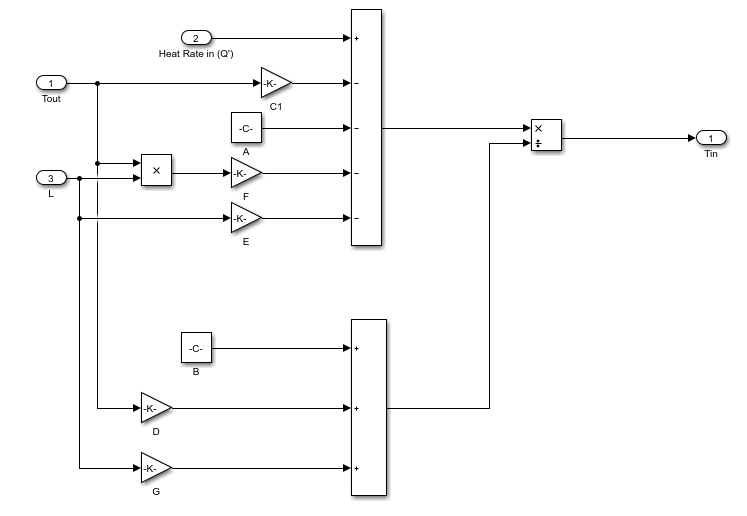 2
+
Heat Rate in (Q')
1
-K-
−
Tout
C1
-C-
−
×
÷
1
A
Tin
3
×
-K-
−
L
F
-K-
−
E
-C-
+
B
-K-
+
D
-K-
+
G